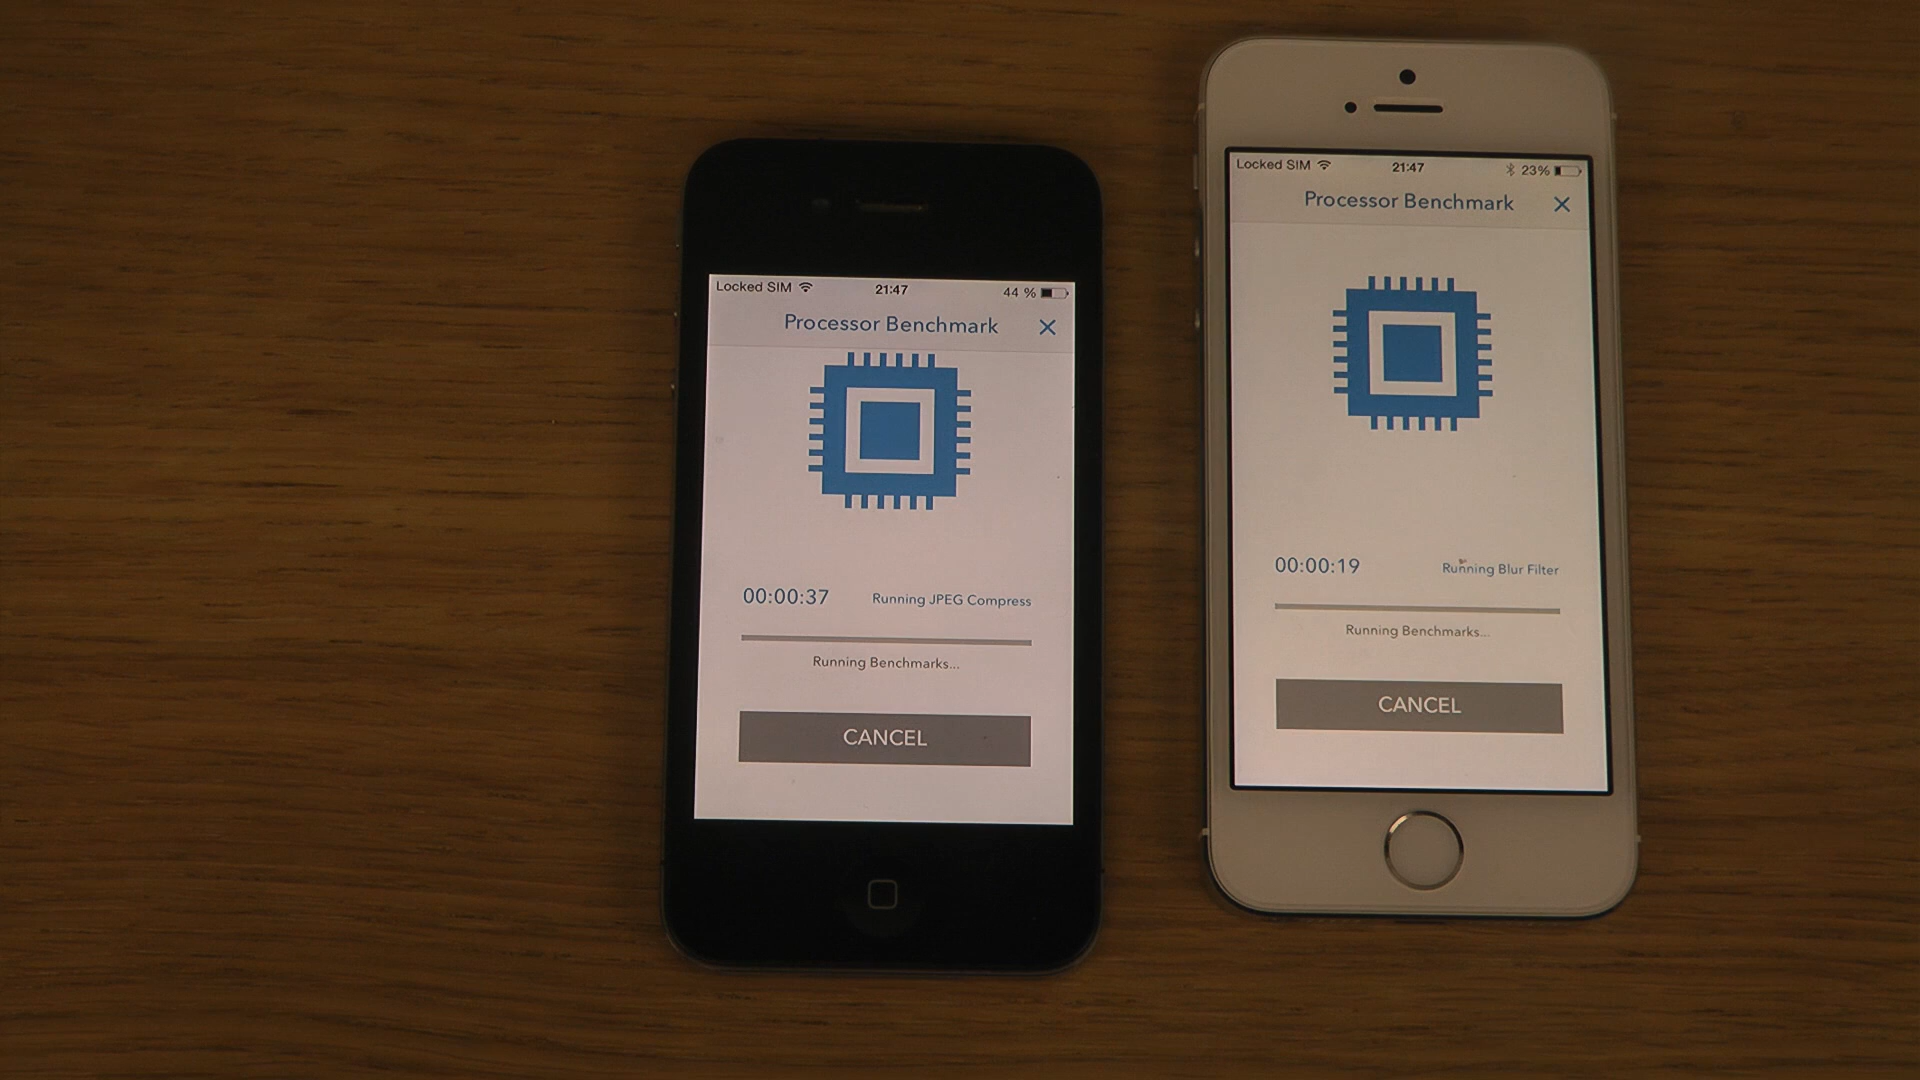 Locked SIM 21:47 44 %
Processor Benchmark ×
00:00:37 Running JPEG Compress
Running Benchmarks...
CANCEL
Locked SIM 21:47 23%
Processor Benchmark ×
00:00:19 Running Blur Filter
Running Benchmarks...
CANCEL